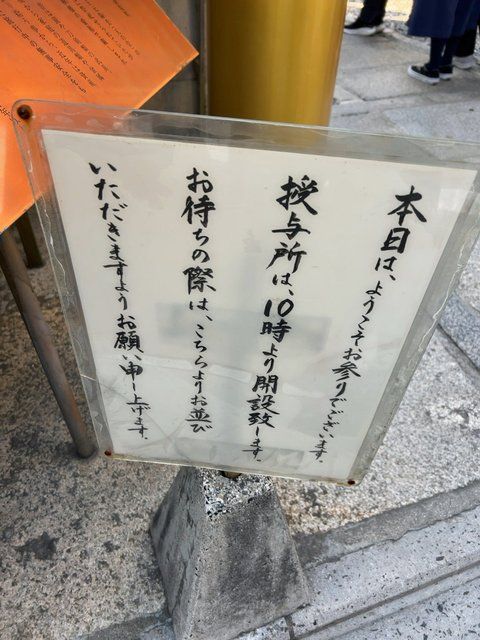 本日は、ようこそお参りでございます。
授与所は、10時より開設致します。
お待ちの際は、こちらよりお並び
いただきますようお願い申し上げます。